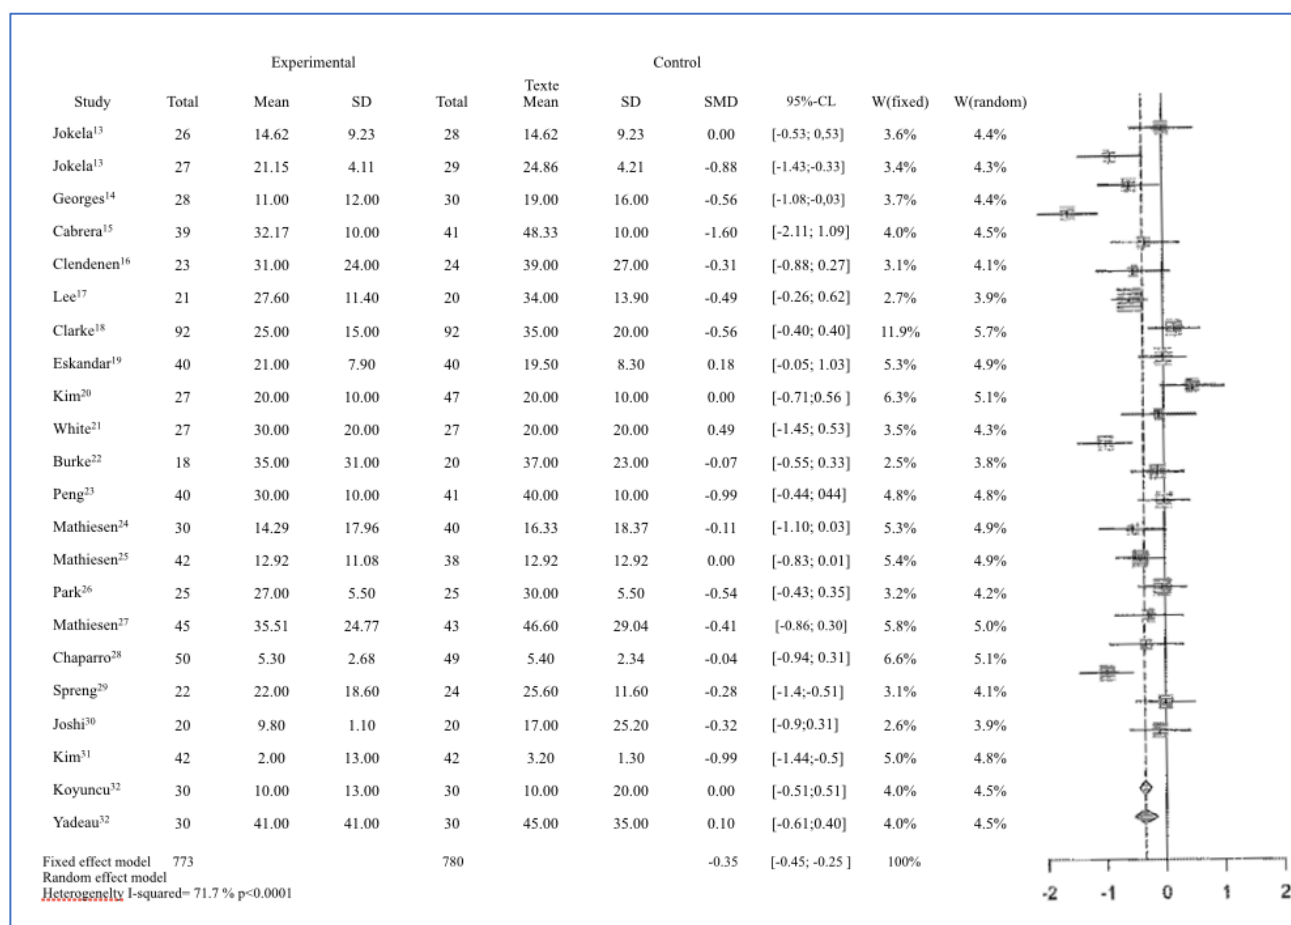 Experimental Control
Texte
Study Total Mean SD Total Mean SD SMD 95%-CL W(fixed) W(random)
Jokela¹³ 26 14.62 9.23 28 14.62 9.23 0.00 [-0.53; 0,53] 3.6% 4.4%
Jokela¹³ 27 21.15 4.11 29 24.86 4.21 -0.88 [-1.43;-0.33] 3.4% 4.3%
Georges¹⁴ 28 11.00 12.00 30 19.00 16.00 -0.56 [-1.08;-0,03] 3.7% 4.4%
Cabrera¹⁵ 39 32.17 10.00 41 48.33 10.00 -1.60 [-2.11; 1.09] 4.0% 4.5%
Clendenen¹⁶ 23 31.00 24.00 24 39.00 27.00 -0.31 [-0.88; 0.27] 3.1% 4.1%
Lee¹⁷ 21 27.60 11.40 20 34.00 13.90 -0.49 [-0.26; 0.62] 2.7% 3.9%
Clarke¹⁸ 92 25.00 15.00 92 35.00 20.00 -0.56 [-0.40; 0.40] 11.9% 5.7%
Eskandar¹⁹ 40 21.00 7.90 40 19.50 8.30 0.18 [-0.05; 1.03] 5.3% 4.9%
Kim²⁰ 27 20.00 10.00 47 20.00 10.00 0.00 [-0.71;0.56 ] 6.3% 5.1%
White²¹ 27 30.00 20.00 27 20.00 20.00 0.49 [-1.45; 0.53] 3.5% 4.3%
Burke²² 18 35.00 31.00 20 37.00 23.00 -0.07 [-0.55; 0.33] 2.5% 3.8%
Peng²³ 40 30.00 10.00 41 40.00 10.00 -0.99 [-0.44; 044] 4.8% 4.8%
Mathiesen²⁴ 30 14.29 17.96 40 16.33 18.37 -0.11 [-1.10; 0.03] 5.3% 4.9%
Mathiesen²⁵ 42 12.92 11.08 38 12.92 12.92 0.00 [-0.83; 0.01] 5.4% 4.9%
Park²⁶ 25 27.00 5.50 25 30.00 5.50 -0.54 [-0.43; 0.35] 3.2% 4.2%
Mathiesen²⁷ 45 35.51 24.77 43 46.60 29.04 -0.41 [-0.86; 0.30] 5.8% 5.0%
Chaparro²⁸ 50 5.30 2.68 49 5.40 2.34 -0.04 [-0.94; 0.31] 6.6% 5.1%
Spreng²⁹ 22 22.00 18.60 24 25.60 11.60 -0.28 [-1.4;-0.51] 3.1% 4.1%
Joshi³⁰ 20 9.80 1.10 20 17.00 25.20 -0.32 [-0.9;0.31] 2.6% 3.9%
Kim³¹ 42 2.00 13.00 42 3.20 1.30 -0.99 [-1.44;-0.5] 5.0% 4.8%
Koyuncu³² 30 10.00 13.00 30 10.00 20.00 0.00 [-0.51;0.51] 4.0% 4.5%
Yadeau³² 30 41.00 41.00 30 45.00 35.00 0.10 [-0.61;0.40] 4.0% 4.5%
Fixed effect model 773 780 -0.35 [-0.45; -0.25 ] 100%
Random effect model
Heterogenelty I-squared= 71.7 % p<0.0001
-2 -1 0 1 2